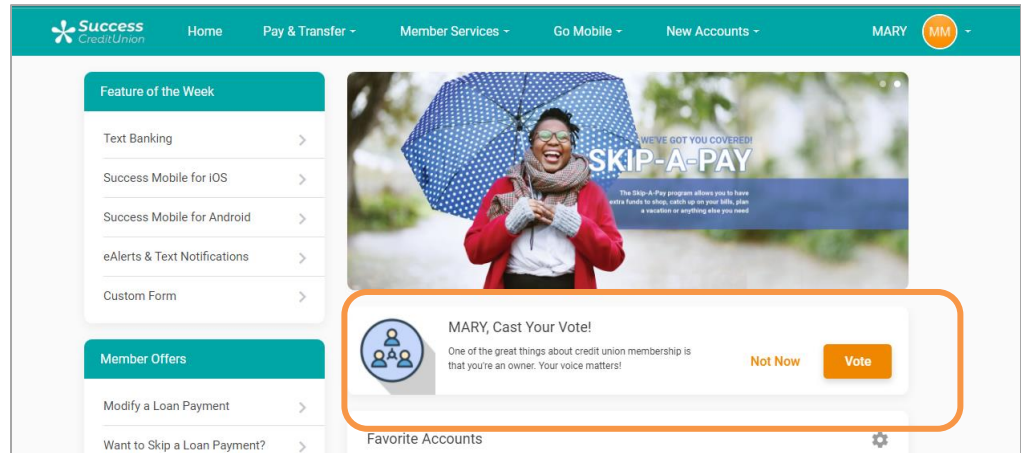 Success
CreditUnion
Home
Pay & Transfer
Member Services
Go Mobile
New Accounts
MARY
MM
Feature of the Week
Text Banking
Success Mobile for iOS
Success Mobile for Android
eAlerts & Text Notifications
Custom Form
Member Offers
Modify a Loan Payment
Want to Skip a Loan Payment?
WE'VE GOT YOU COVERED!
SKIP-A-PAY
The Skip-A-Pay program allows you to have
extra funds to shop, catch up on your bills, plan
a vacation or anything else you need
MARY, Cast Your Vote!
One of the great things about credit union membership is
that you're an owner. Your voice matters!
Not Now
Vote
Favorite Accounts